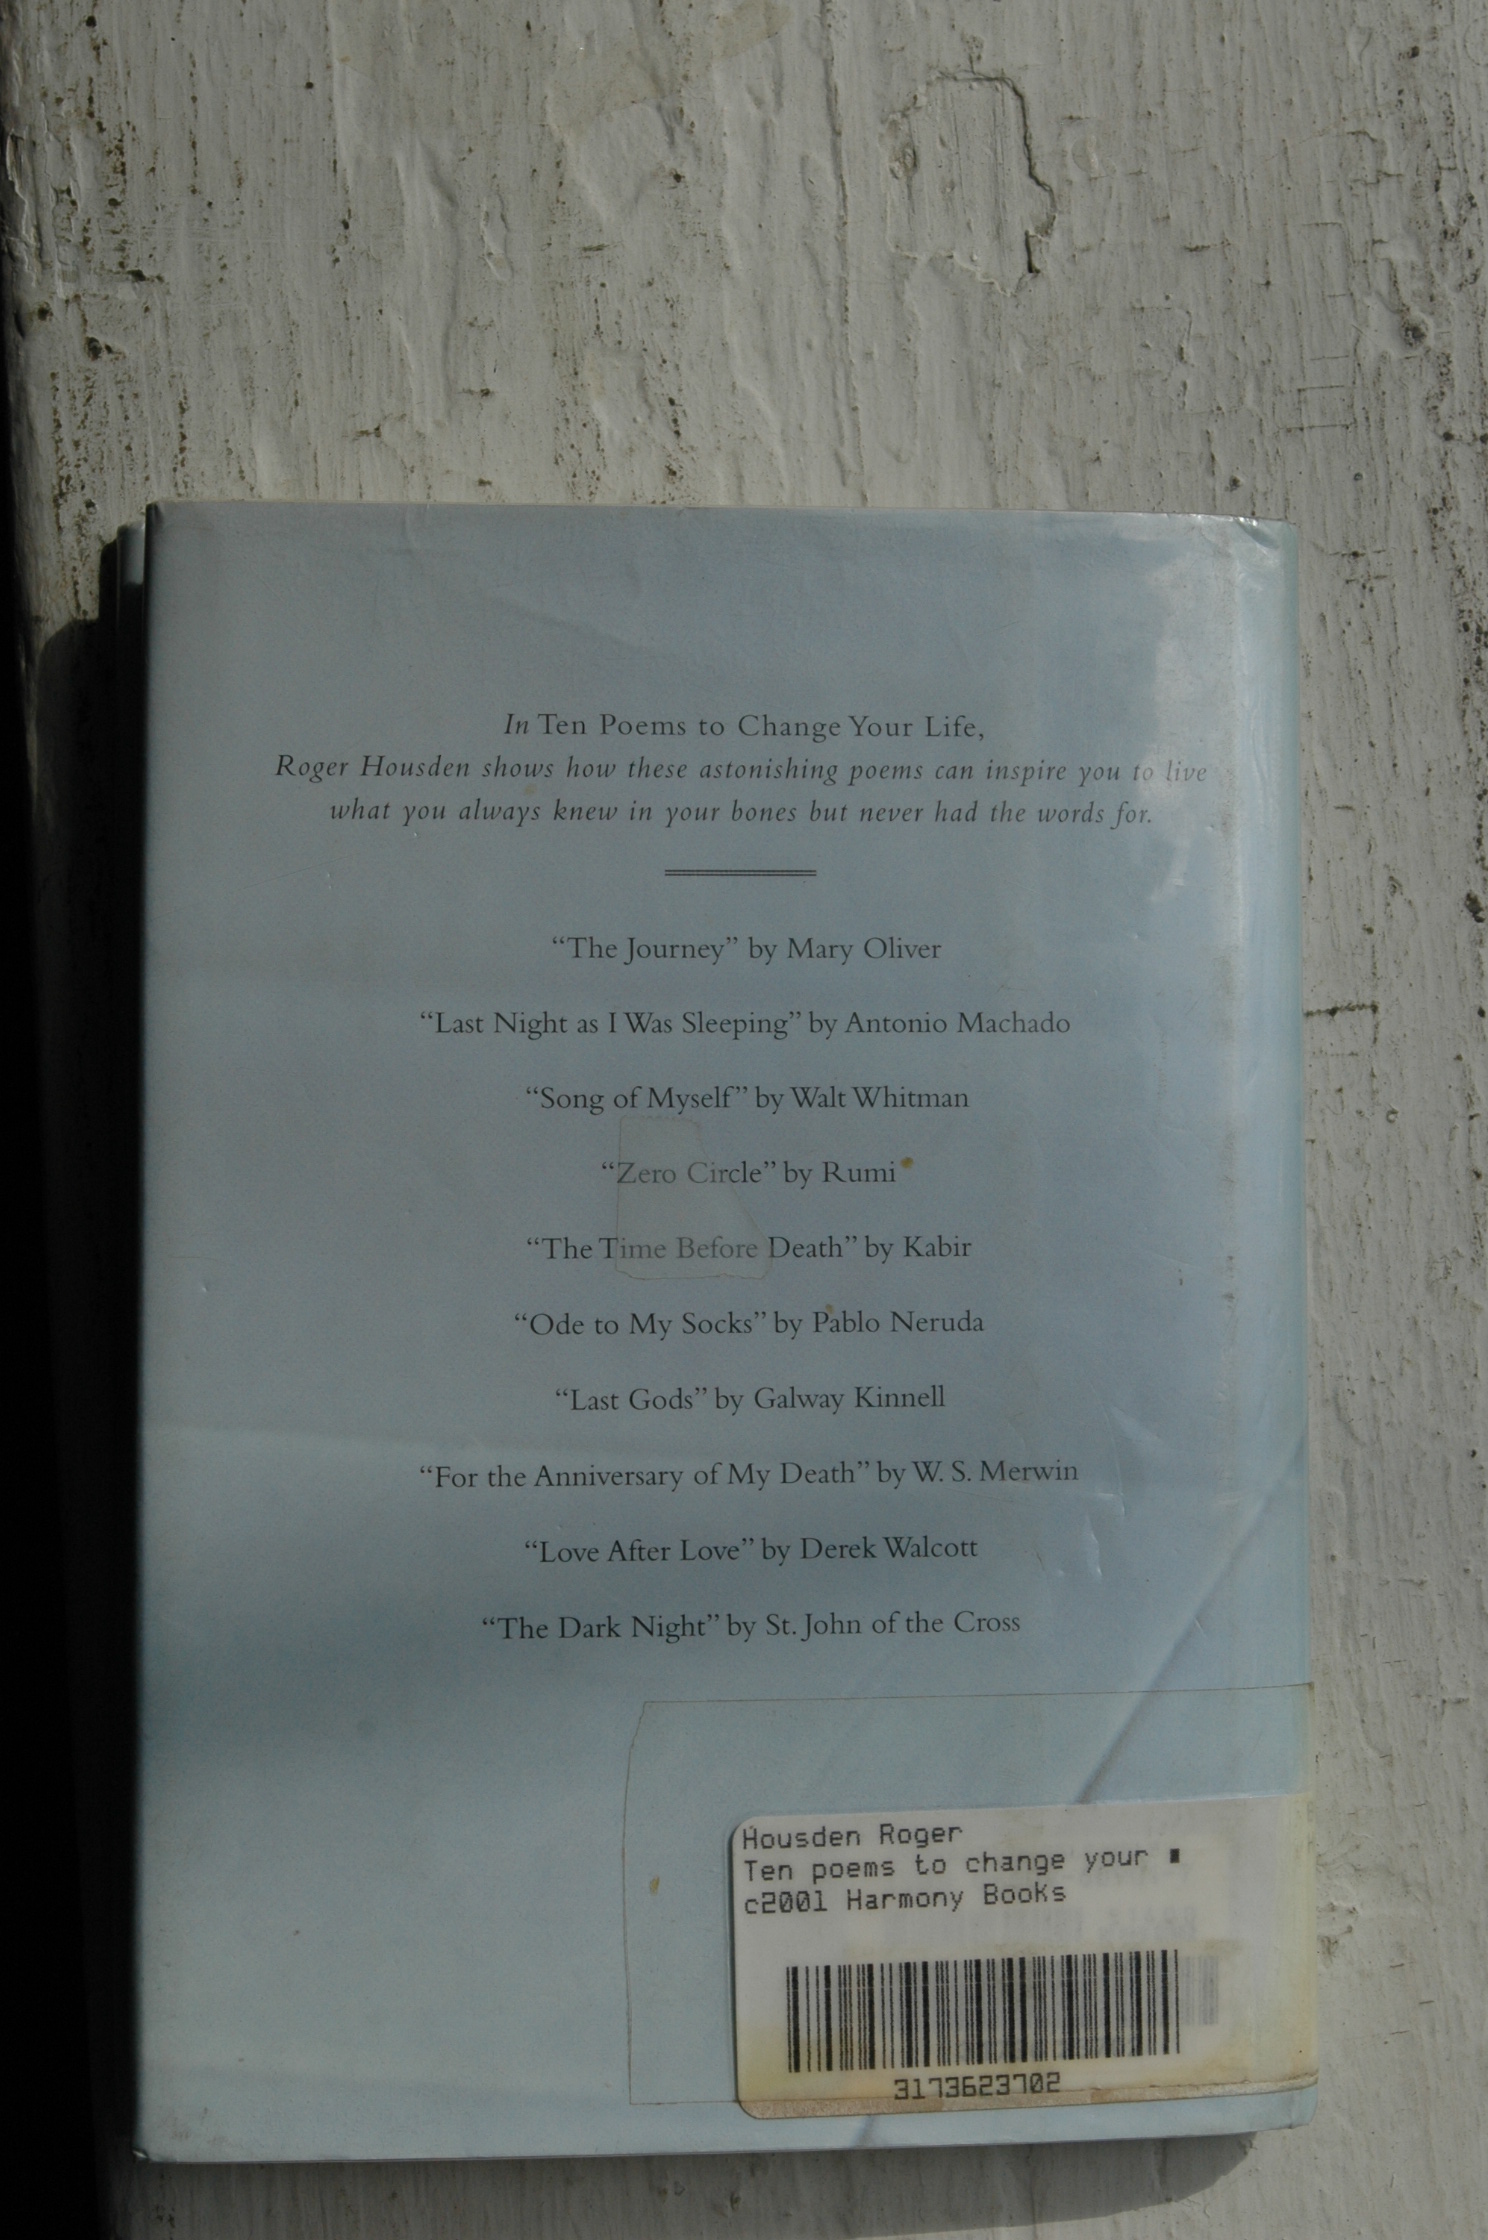 In Ten Poems to Change Your Life,
Roger Housden shows how these astonishing poems can inspire you to live
what you always knew in your bones but never had the words for.
“The Journey” by Mary Oliver
“Last Night as I Was Sleeping” by Antonio Machado
“Song of Myself” by Walt Whitman
“Zero Circle” by Rumi
“The Time Before Death” by Kabir
“Ode to My Socks” by Pablo Neruda
“Last Gods” by Galway Kinnell
“For the Anniversary of My Death” by W. S. Merwin
“Love After Love” by Derek Walcott
“The Dark Night” by St. John of the Cross
Housden Roger
Ten poems to change your ∎
c2001 Harmony Books
3173623702